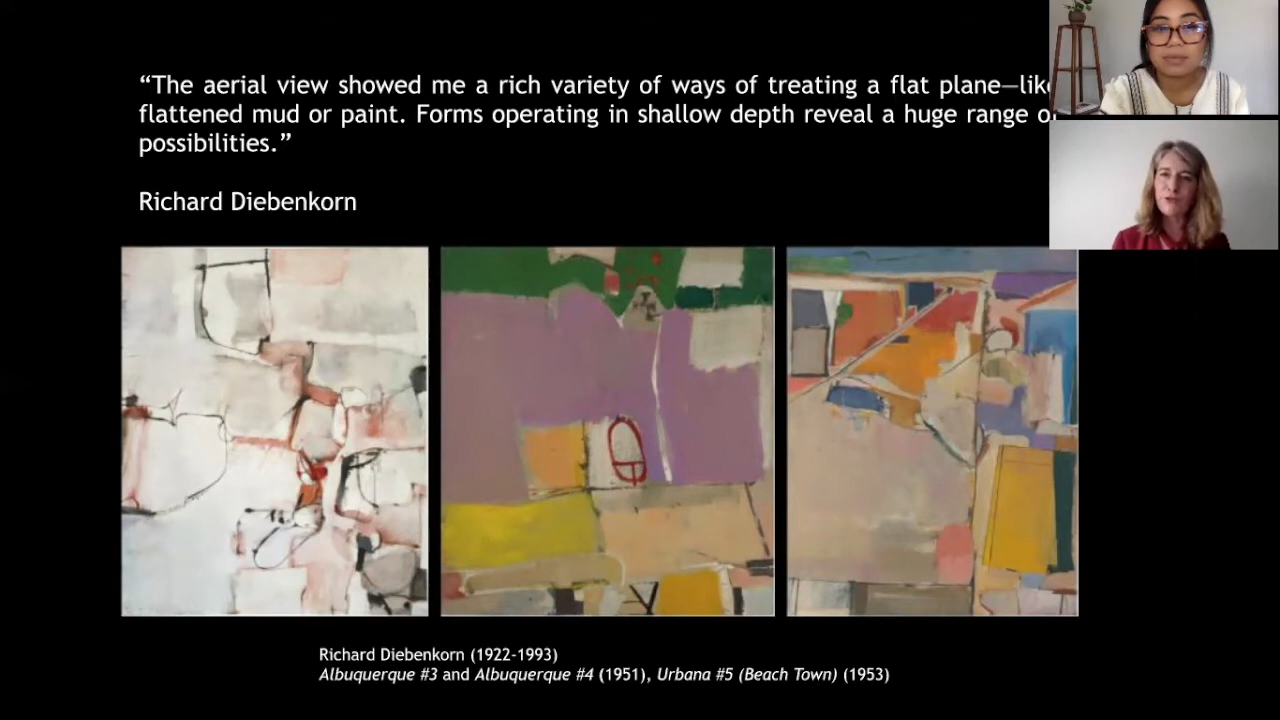 “The aerial view showed me a rich variety of ways of treating a flat plane—like
flattened mud or paint. Forms operating in shallow depth reveal a huge range of
possibilities.”
Richard Diebenkorn
Richard Diebenkorn (1922-1993)
Albuquerque #3 and Albuquerque #4 (1951), Urbana #5 (Beach Town) (1953)